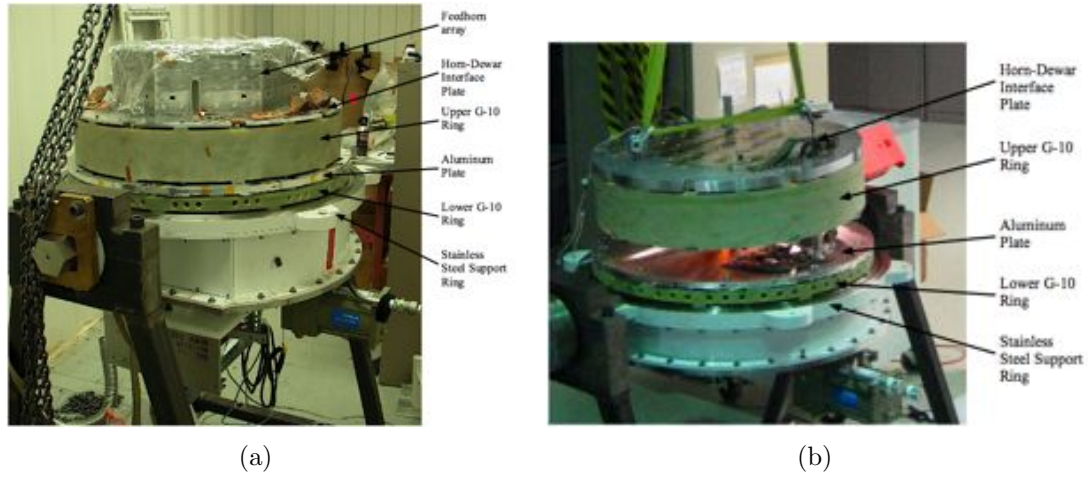 Feedhorn
array
Horn-Dewar
Interface
Plate
Upper G-10
Ring
Aluminum
Plate
Lower G-10
Ring
Stainless
Steel Support
Ring
(a)
Horn-Dewar
Interface
Plate
Upper G-10
Ring
Aluminum
Plate
Lower G-10
Ring
Stainless
Steel Support
Ring
(b)